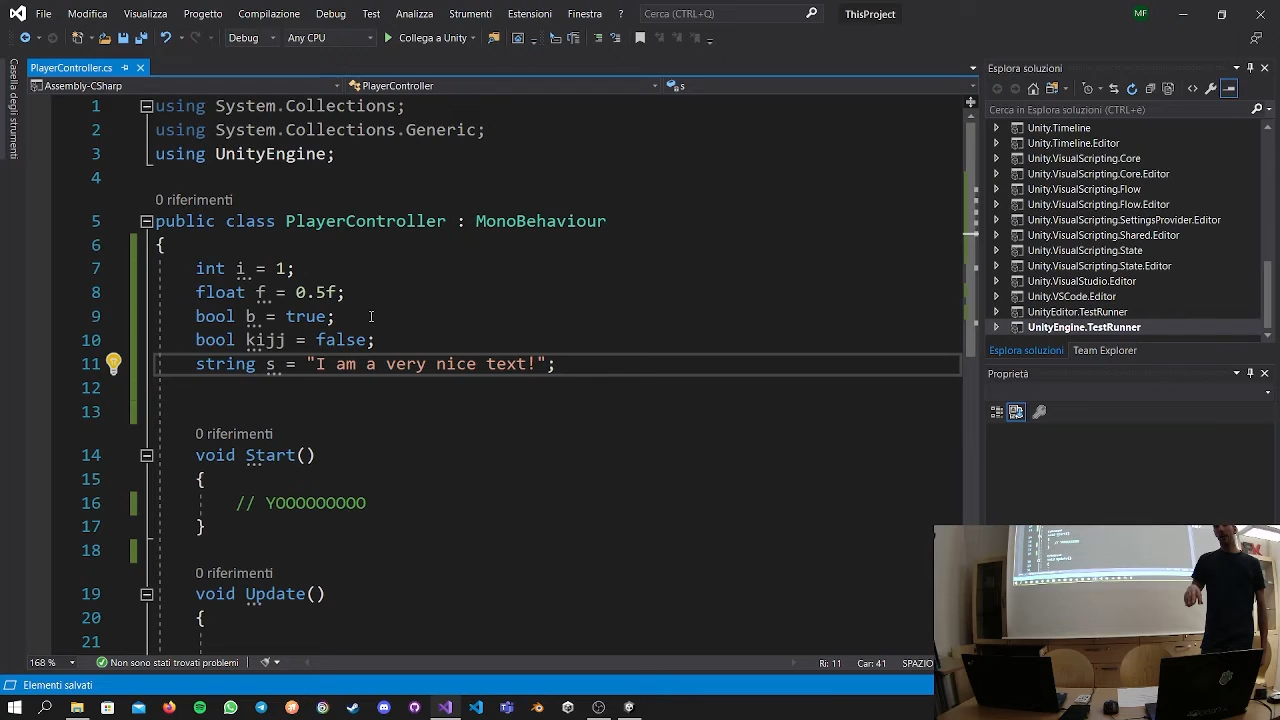 File Modifica Visualizza Progetto Compilazione Debug Test Analizza Strumenti Estensioni Finestra ? Cerca (CTRL+Q) ThisProject MF
Debug Any CPU Collega a Unity
Casella degli strumenti
PlayerController.cs
Assembly-CSharp PlayerController s
1 using System.Collections;
2 using System.Collections.Generic;
3 using UnityEngine;
4
0 riferimenti
5 public class PlayerController : MonoBehaviour
6 {
7 int i = 1;
8 float f = 0.5f;
9 bool b = true;
10 bool kijj = false;
11 string s = "I am a very nice text!";
12
13
0 riferimenti
14 void Start()
15 {
16 // YOOOOOOOOO
17 }
18
0 riferimenti
19 void Update()
20 {
21
168 % Non sono stati trovati problemi Ri: 11 Car: 41 SPAZIO
Elementi salvati
Esplora soluzioni
Cerca in Esplora soluzioni (CTRL+è)
Unity.Timeline
Unity.Timeline.Editor
Unity.VisualScripting.Core
Unity.VisualScripting.Core.Editor
Unity.VisualScripting.Flow
Unity.VisualScripting.Flow.Editor
Unity.VisualScripting.SettingsProvider.Editor
Unity.VisualScripting.Shared.Editor
Unity.VisualScripting.State
Unity.VisualScripting.State.Editor
Unity.VisualStudio.Editor
Unity.VSCode.Editor
UnityEditor.TestRunner
UnityEngine.TestRunner
Esplora soluzioni Team Explorer
Proprietà